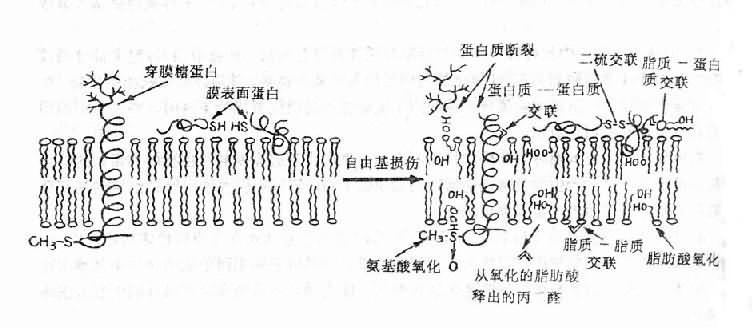 穿膜糖蛋白
膜表面蛋白
SH HS
CH₃-S
自由基损伤
蛋白质断裂
蛋白质—蛋白质
交联
二硫交联
脂质-蛋白
质交联
S-S
OH
OH
OH
HOO
HOO
OH
OH
HO
OH
HO
CH₃-S
O
氨基酸氧化
从氧化的脂肪酸
释出的丙二醛
脂质-脂质
交联
脂肪酸氧化